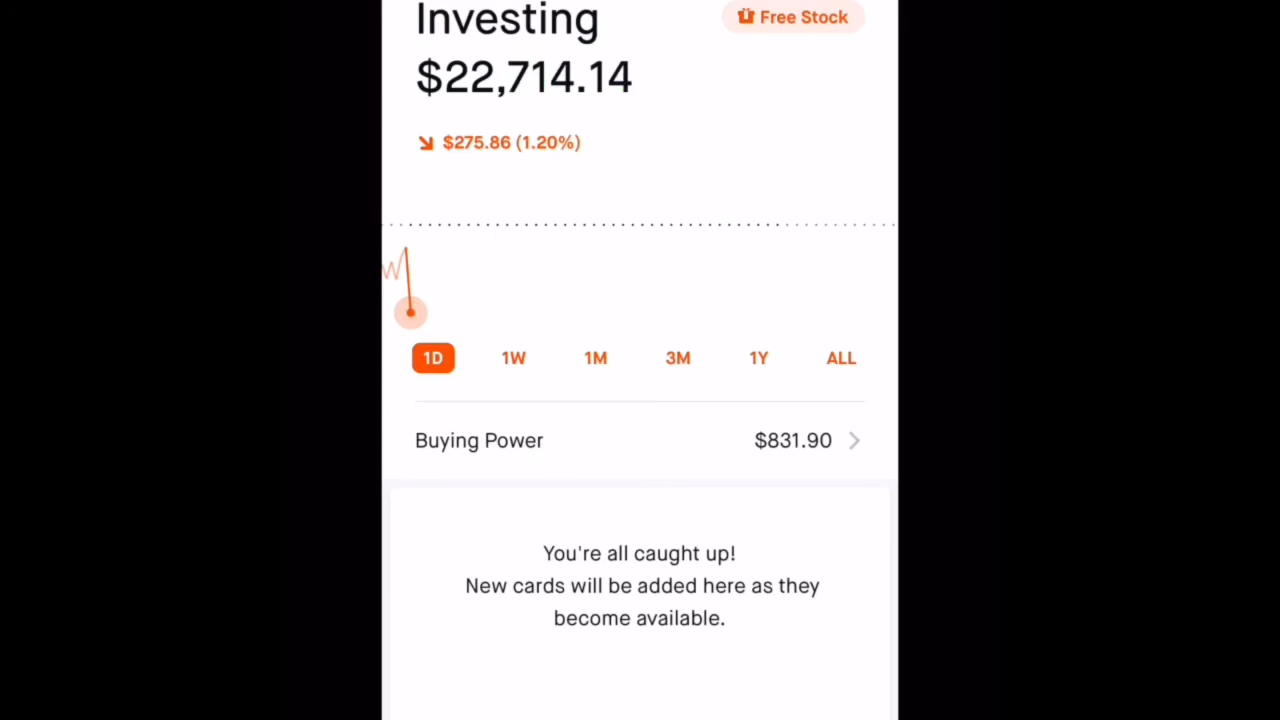 Investing
Free Stock
$22,714.14
$275.86 (1.20%)
1D 1W 1M 3M 1Y ALL
Buying Power $831.90
You're all caught up!
New cards will be added here as they
become available.